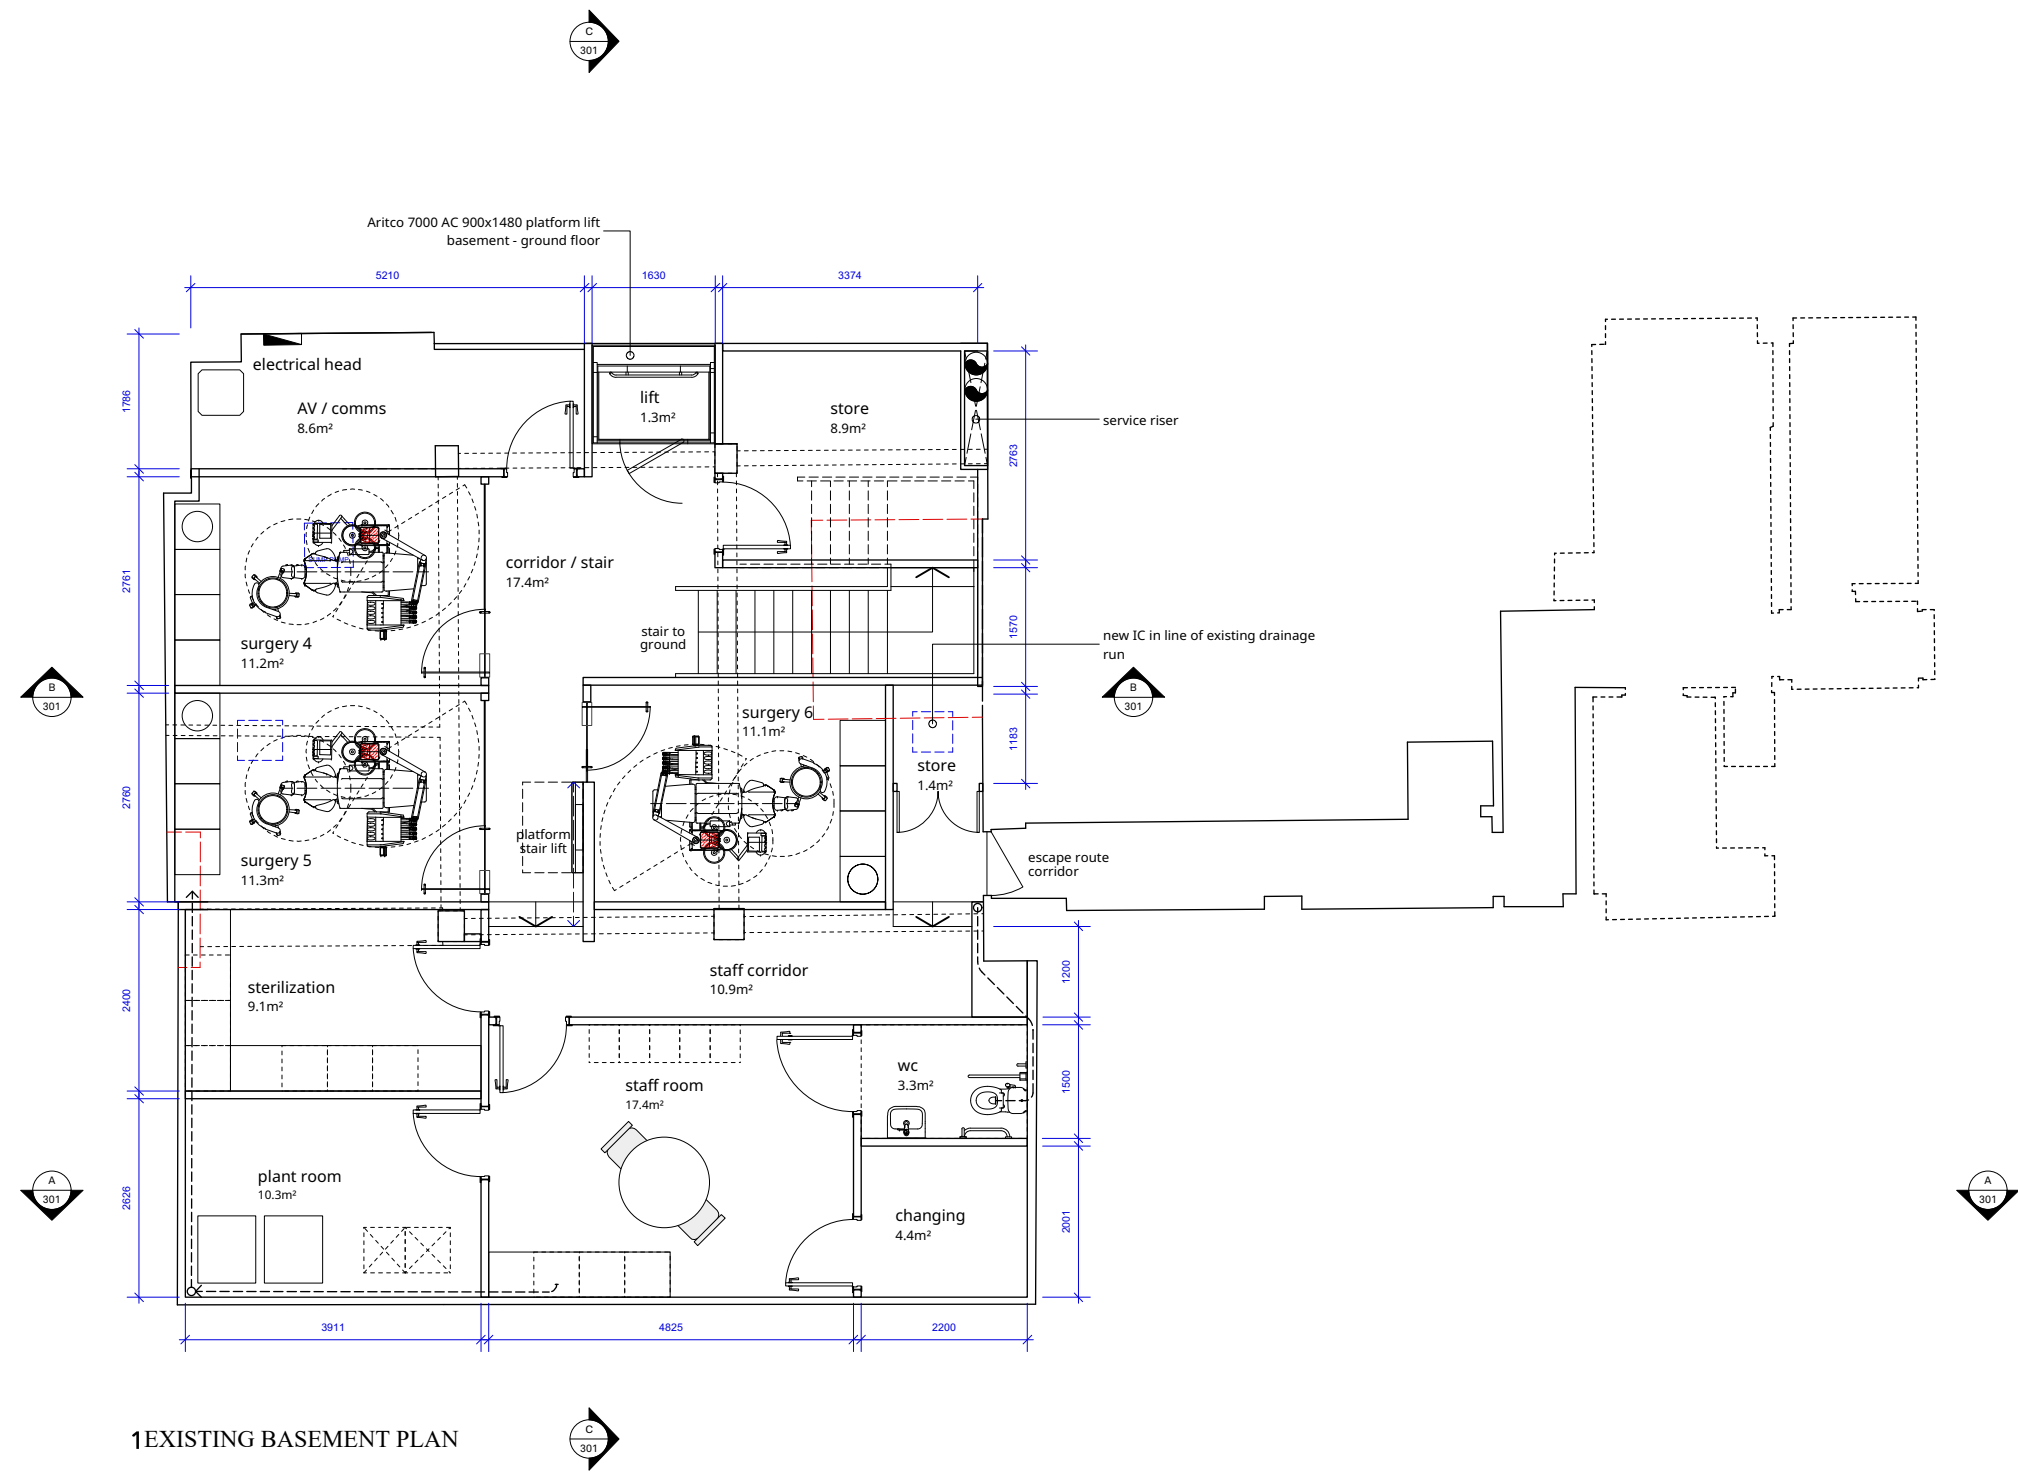 C
301
Aritco 7000 AC 900x1480 platform lift
basement - ground floor
5210
1630
3374
electrical head
AV / comms
8.6m²
lift
1.3m²
store
8.9m²
service riser
1786
2763
corridor / stair
17.4m²
2761
surgery 4
11.2m²
stair to
ground
1570
new IC in line of existing drainage
run
B
301
B
301
surgery 6
11.1m²
1183
store
1.4m²
2760
platform
stair lift
surgery 5
11.3m²
escape route
corridor
staff corridor
10.9m²
1200
sterilization
9.1m²
2400
wc
3.3m²
1500
staff room
17.4m²
plant room
10.3m²
A
301
A
301
2626
changing
4.4m²
2001
3911
4825
2200
1EXISTING BASEMENT PLAN
C
301